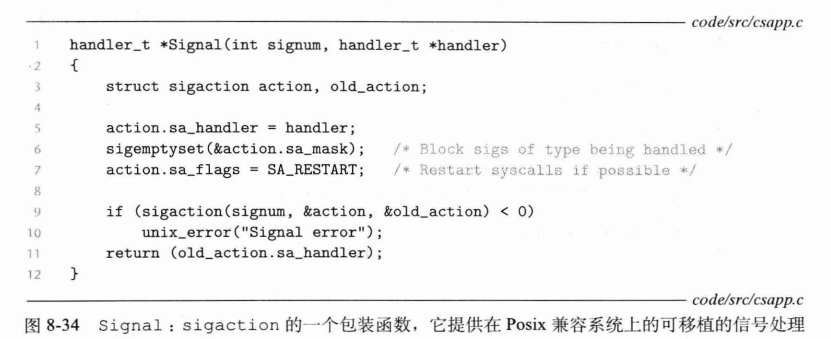 code/src/csapp.c
1 handler_t *Signal(int signum, handler_t *handler)
2 {
3     struct sigaction action, old_action;
4
5     action.sa_handler = handler;
6     sigemptyset(&action.sa_mask);   /* Block sigs of type being handled */
7     action.sa_flags = SA_RESTART;   /* Restart syscalls if possible */
8
9     if (sigaction(signum, &action, &old_action) < 0)
10         unix_error("Signal error");
11     return (old_action.sa_handler);
12 }
code/src/csapp.c
图 8-34 Signal：sigaction 的一个包装函数，它提供在 Posix 兼容系统上的可移植的信号处理